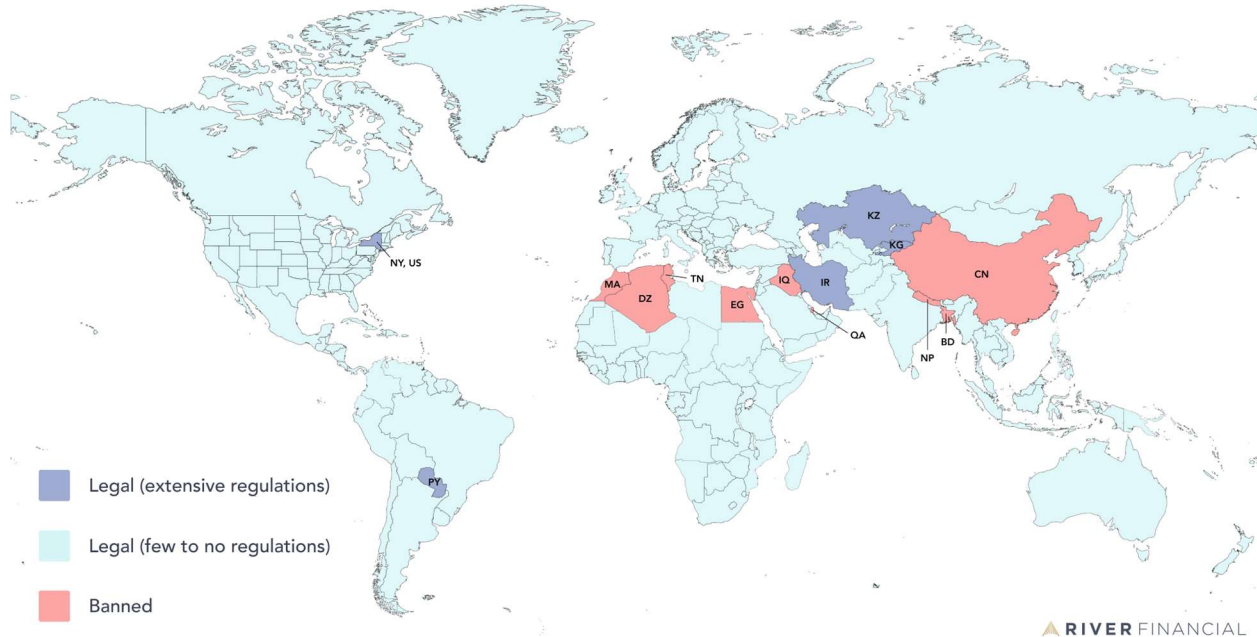 KZ
KG
NY, US
CN
TN
MA
IQ
IR
DZ
EG
QA
BD
NP
PY
Legal (extensive regulations)
Legal (few to no regulations)
Banned
RIVER FINANCIAL